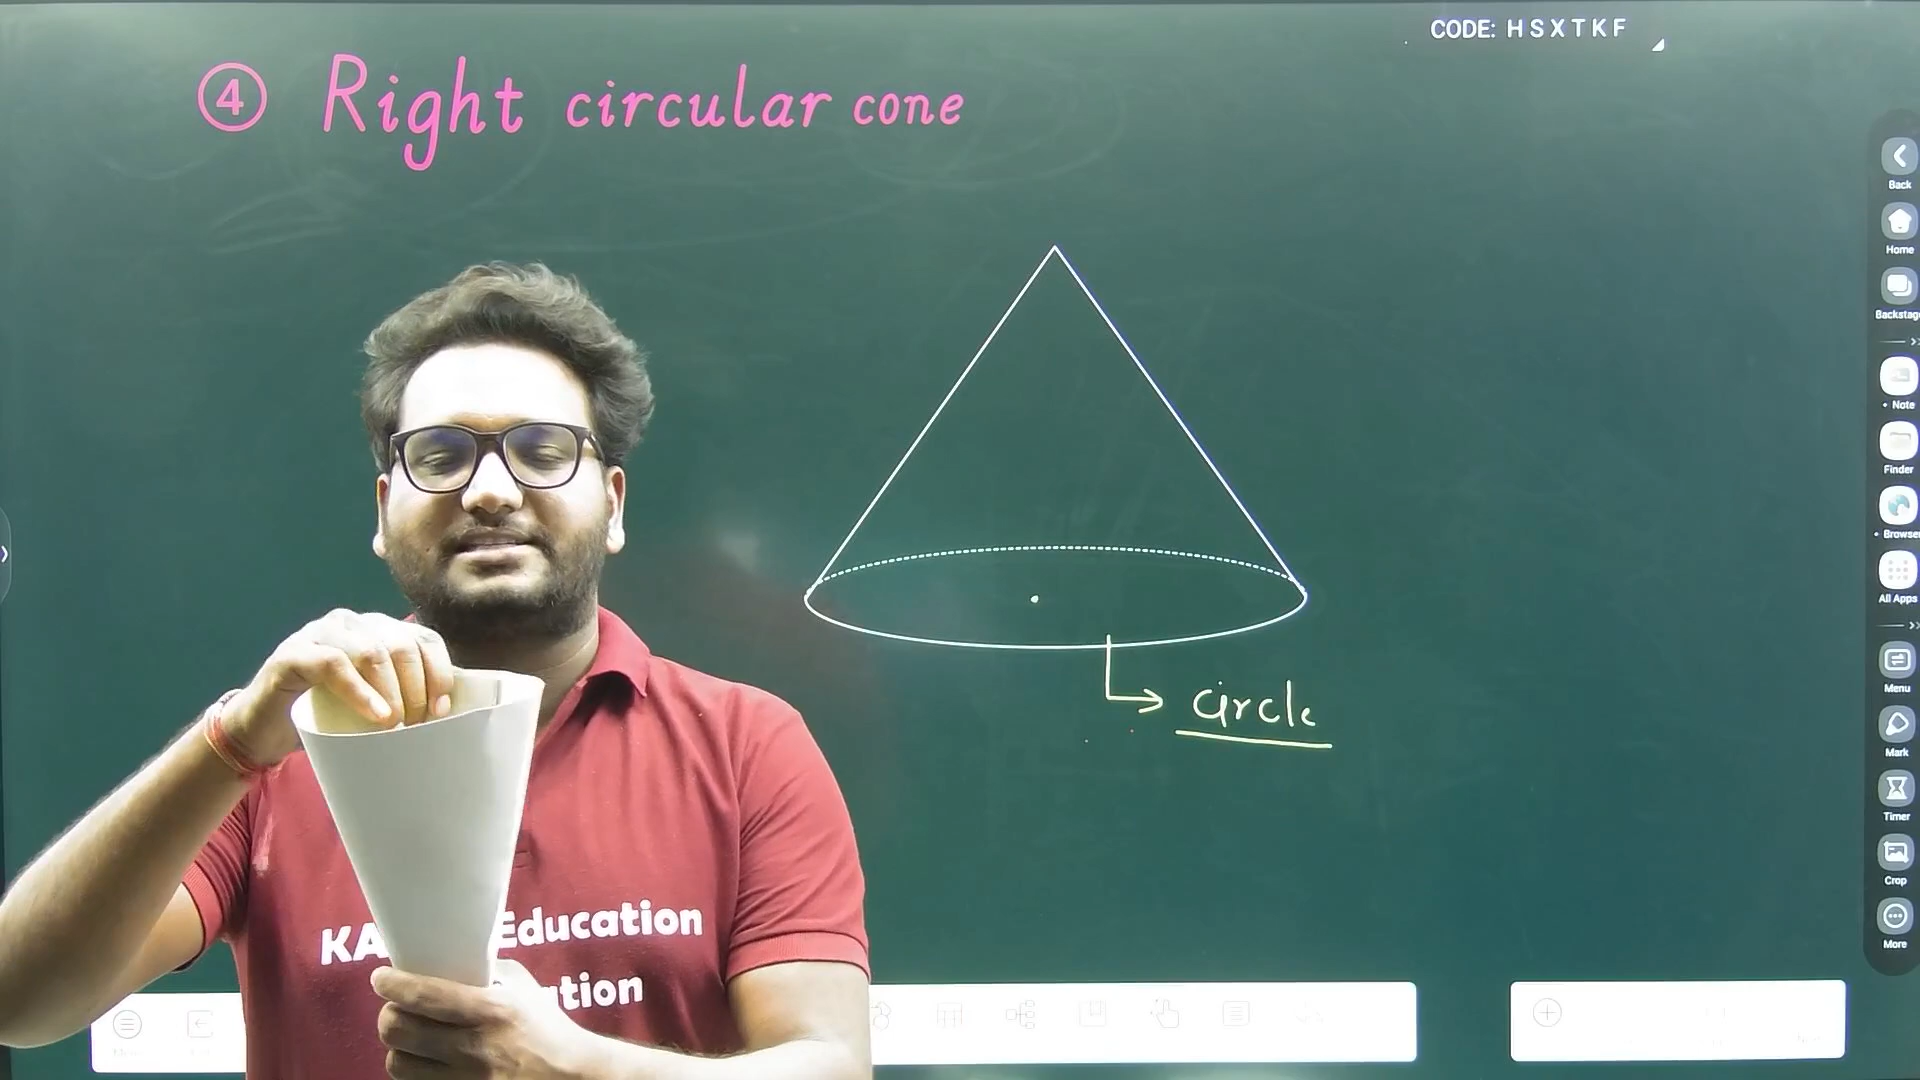 CODE: HSXTKF
④ Right circular cone
Back
Home
Note
Finder
All Apps
circle
Menu
Mark
Timer
Crop
Education
More